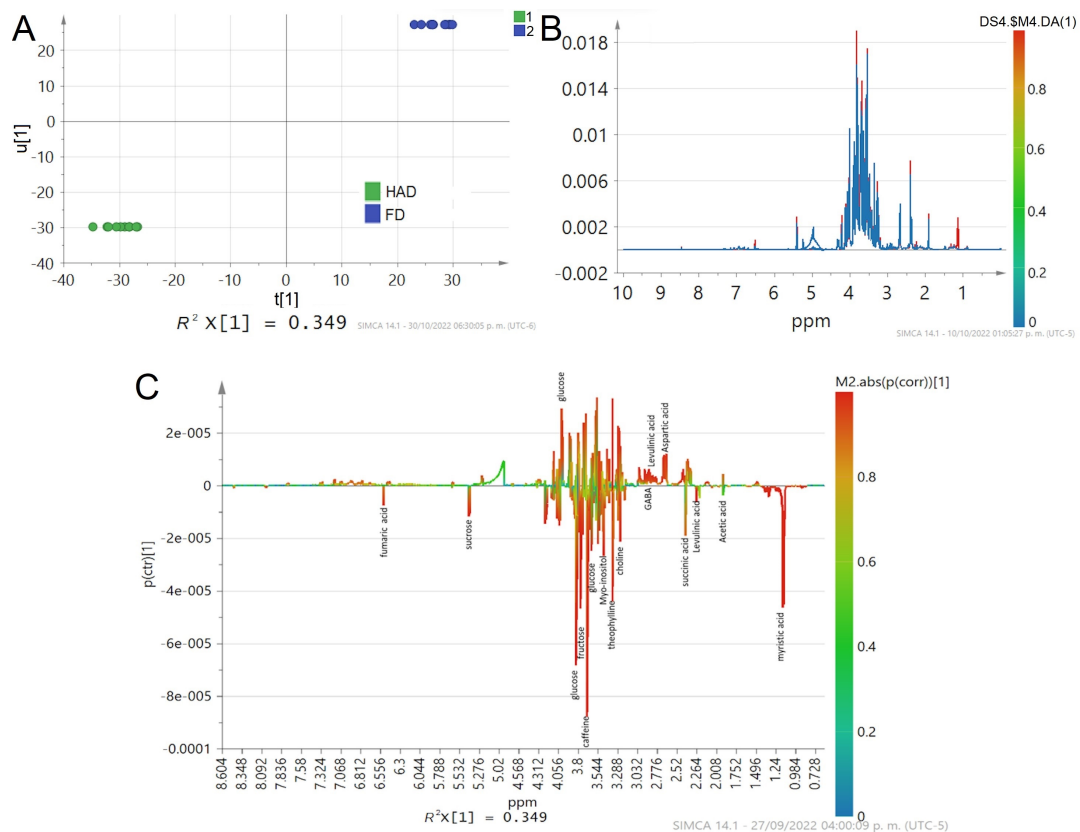 A
1
2
20
10
0
-10
-20
-30
-40
u[1]
HAD
FD
-40 -30 -20 -10 0 10 20 30
t[1]
R² X[1] = 0.349
SIMCA 14.1 - 30/10/2022 06:30:05 p. m. (UTC-6)
B
DS4.$M4.DA(1)
0.018
0.014
0.01
0.006
0.002
-0.002
10 9 8 7 6 5 4 3 2 1
ppm
0.8
0.6
0.4
0.2
0
SIMCA 14.1 - 10/10/2022 01:05:27 p. m. (UTC-5)
C
M2.abs(p(corr))[1]
2e-005
0
-2e-005
-4e-005
-6e-005
-8e-005
-0.0001
p(ctr)[1]
glucose
Levulinic acid
Aspartic acid
GABA
fumaric acid
sucrose
glucose
Myo-inositol
choline
theophylline
succinic acid
Levulinic acid
Acetic acid
fructose
glucose
caffeine
myristic acid
8.604 8.348 8.092 7.836 7.58 7.324 7.068 6.812 6.556 6.3 6.044 5.788 5.532 5.276 5.02 4.568 4.312 4.056 3.8 3.544 3.288 3.032 2.776 2.52 2.264 2.008 1.752 1.496 1.24 0.984 0.728
ppm
R²X[1] = 0.349
0.8
0.6
0.4
0.2
0
SIMCA 14.1 - 27/09/2022 04:00:09 p. m. (UTC-5)